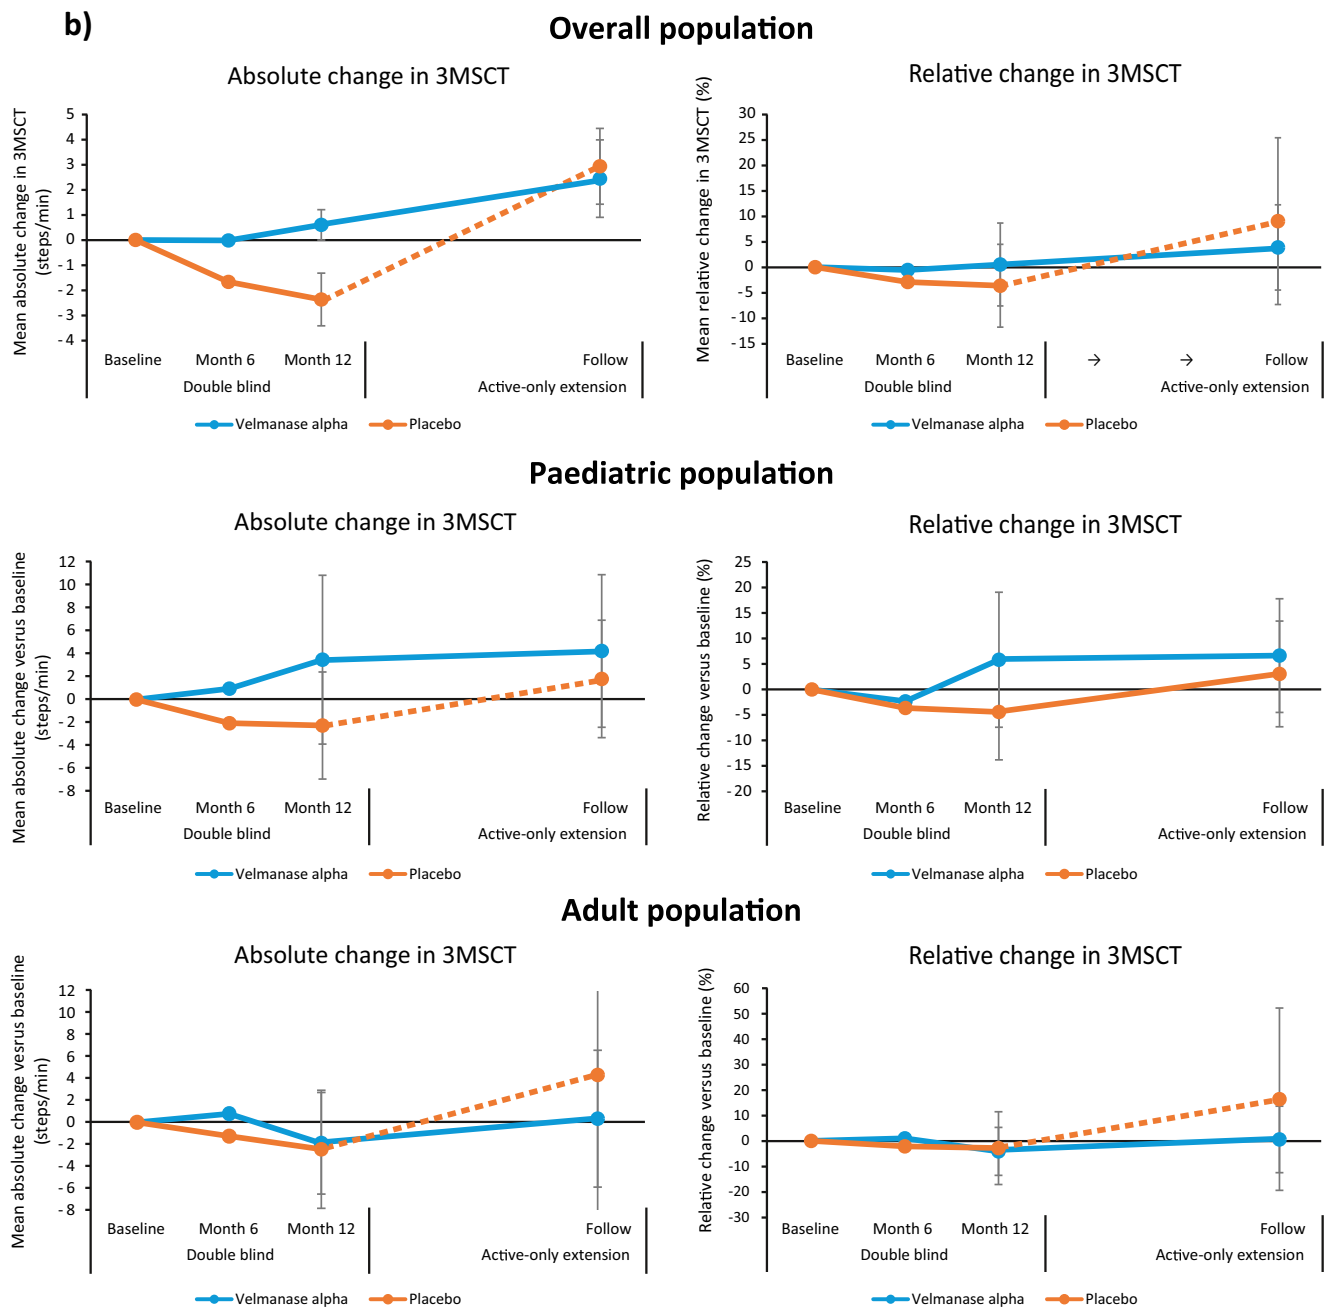 b)
Overall population
Absolute change in 3MSCT
Mean absolute change in 3MSCT
(steps/min)
5
4
3
2
1
0
-1
-2
-3
-4
Baseline Month 6 Month 12 Follow
Double blind Active-only extension
Velmanase alpha Placebo
Relative change in 3MSCT
Mean relative change in 3MSCT (%)
30
25
20
15
10
5
0
-5
-10
-15
Baseline Month 6 Month 12 → → Follow
Double blind Active-only extension
Velmanase alpha Placebo
Paediatric population
Absolute change in 3MSCT
Mean absolute change vesrus baseline
(steps/min)
12
10
8
6
4
2
0
-2
-4
-6
-8
Baseline Month 6 Month 12 Follow
Double blind Active-only extension
Velmanase alpha Placebo
Relative change in 3MSCT
Relative change versus baseline (%)
25
20
15
10
5
0
-5
-10
-15
-20
Baseline Month 6 Month 12 Follow
Double blind Active-only extension
Velmanase alpha Placebo
Adult population
Absolute change in 3MSCT
Mean absolute change vesrus baseline
(steps/min)
12
10
8
6
4
2
0
-2
-4
-6
-8
Baseline Month 6 Month 12 Follow
Double blind Active-only extension
Velmanase alpha Placebo
Relative change in 3MSCT
Relative change versus baseline (%)
60
50
40
30
20
10
0
-10
-20
-30
Baseline Month 6 Month 12 Follow
Double blind Active-only extension
Velmanase alpha Placebo